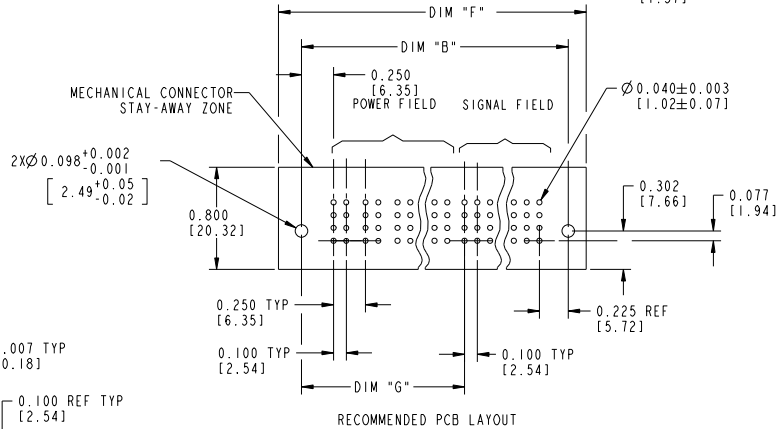 DIM "F"
DIM "B"
0.250
[6.35]
MECHANICAL CONNECTOR
STAY-AWAY ZONE
POWER FIELD
SIGNAL FIELD
Ø0.040±0.003
[1.02±0.07]
2XØ0.098+0.002
-0.001
[2.49+0.05
-0.02]
0.800
[20.32]
0.302
[7.66]
0.077
[1.94]
0.250 TYP
[6.35]
0.225 REF
[5.72]
.007 TYP
0.18]
0.100 TYP
[2.54]
0.100 TYP
[2.54]
DIM "G"
0.100 REF TYP
[2.54]
RECOMMENDED PCB LAYOUT